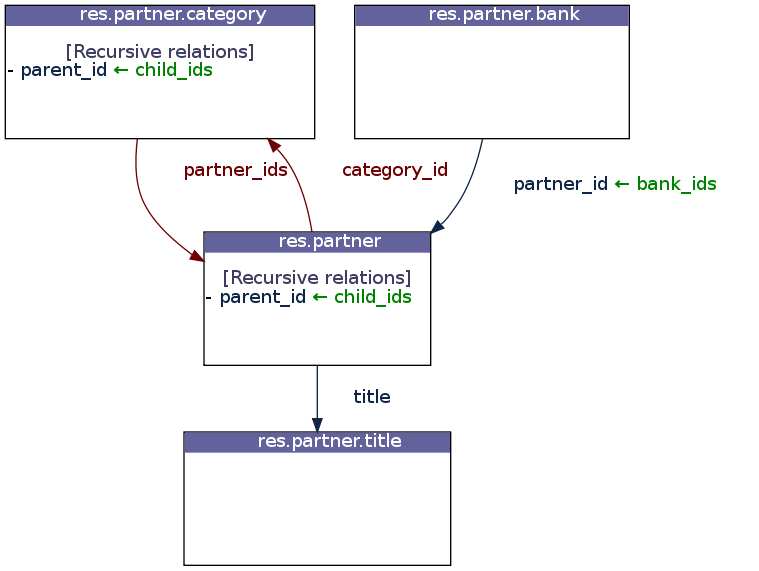 res.partner.category
[Recursive relations]
- parent_id ← child_ids
res.partner.bank
partner_ids
category_id
partner_id ← bank_ids
res.partner
[Recursive relations]
- parent_id ← child_ids
title
res.partner.title